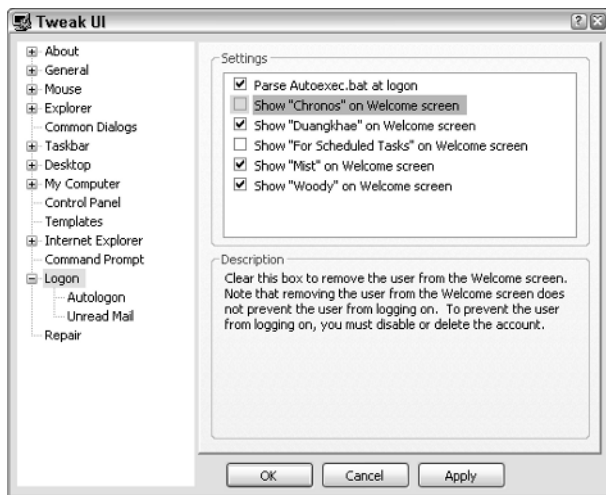 Tweak UI
About
General
Mouse
Explorer
Common Dialogs
Taskbar
Desktop
My Computer
Control Panel
Templates
Internet Explorer
Command Prompt
Logon
Autologon
Unread Mail
Repair
Settings
Parse Autoexec.bat at logon
Show "Chronos" on Welcome screen
Show "Duangkhae" on Welcome screen
Show "For Scheduled Tasks" on Welcome screen
Show "Mist" on Welcome screen
Show "Woody" on Welcome screen
Description
Clear this box to remove the user from the Welcome screen.
Note that removing the user from the Welcome screen does
not prevent the user from logging on. To prevent the user
from logging on, you must disable or delete the account.
OK
Cancel
Apply